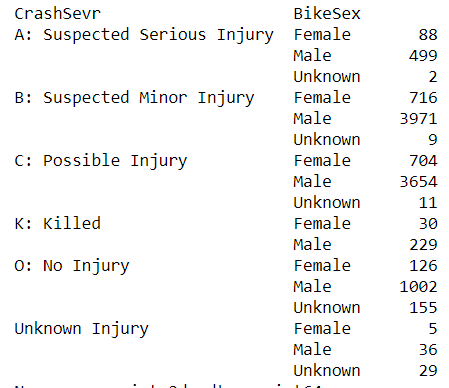 CrashSevr BikeSex
A: Suspected Serious Injury Female 88
Male 499
Unknown 2
B: Suspected Minor Injury Female 716
Male 3971
Unknown 9
C: Possible Injury Female 704
Male 3654
Unknown 11
K: Killed Female 30
Male 229
O: No Injury Female 126
Male 1002
Unknown 155
Unknown Injury Female 5
Male 36
Unknown 29